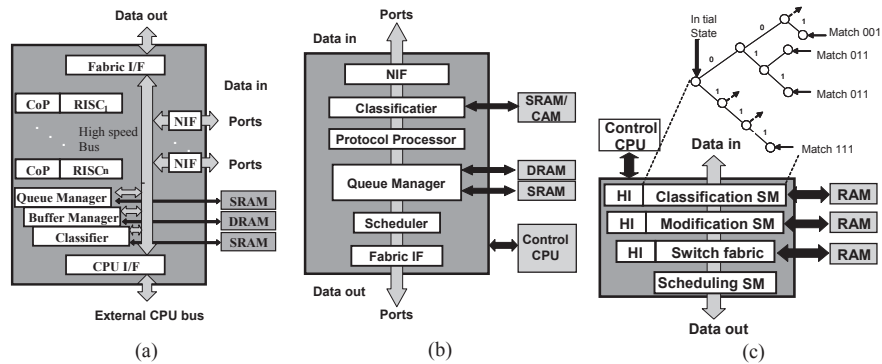 Data out
Fabric I/F
Data in
CoP RISC1
NIF Ports
High speed
Bus
NIF Ports
CoP RISCn
Queue Manager
SRAM
Buffer Manager
DRAM
Classifier
SRAM
CPU I/F
External CPU bus
(a)
Ports
Data in
NIF
Classificatier
SRAM/
CAM
Protocol Processor
DRAM
Queue Manager
SRAM
Scheduler
Control
CPU
Fabric IF
Data out
Ports
(b)
In tial
State
0
1
Match 001
0
1
Match 011
1
1
Match 011
1
1
Match 111
Data in
Control
CPU
HI Classification SM RAM
HI Modification SM RAM
HI Switch fabric RAM
Scheduling SM
Data out
(c)